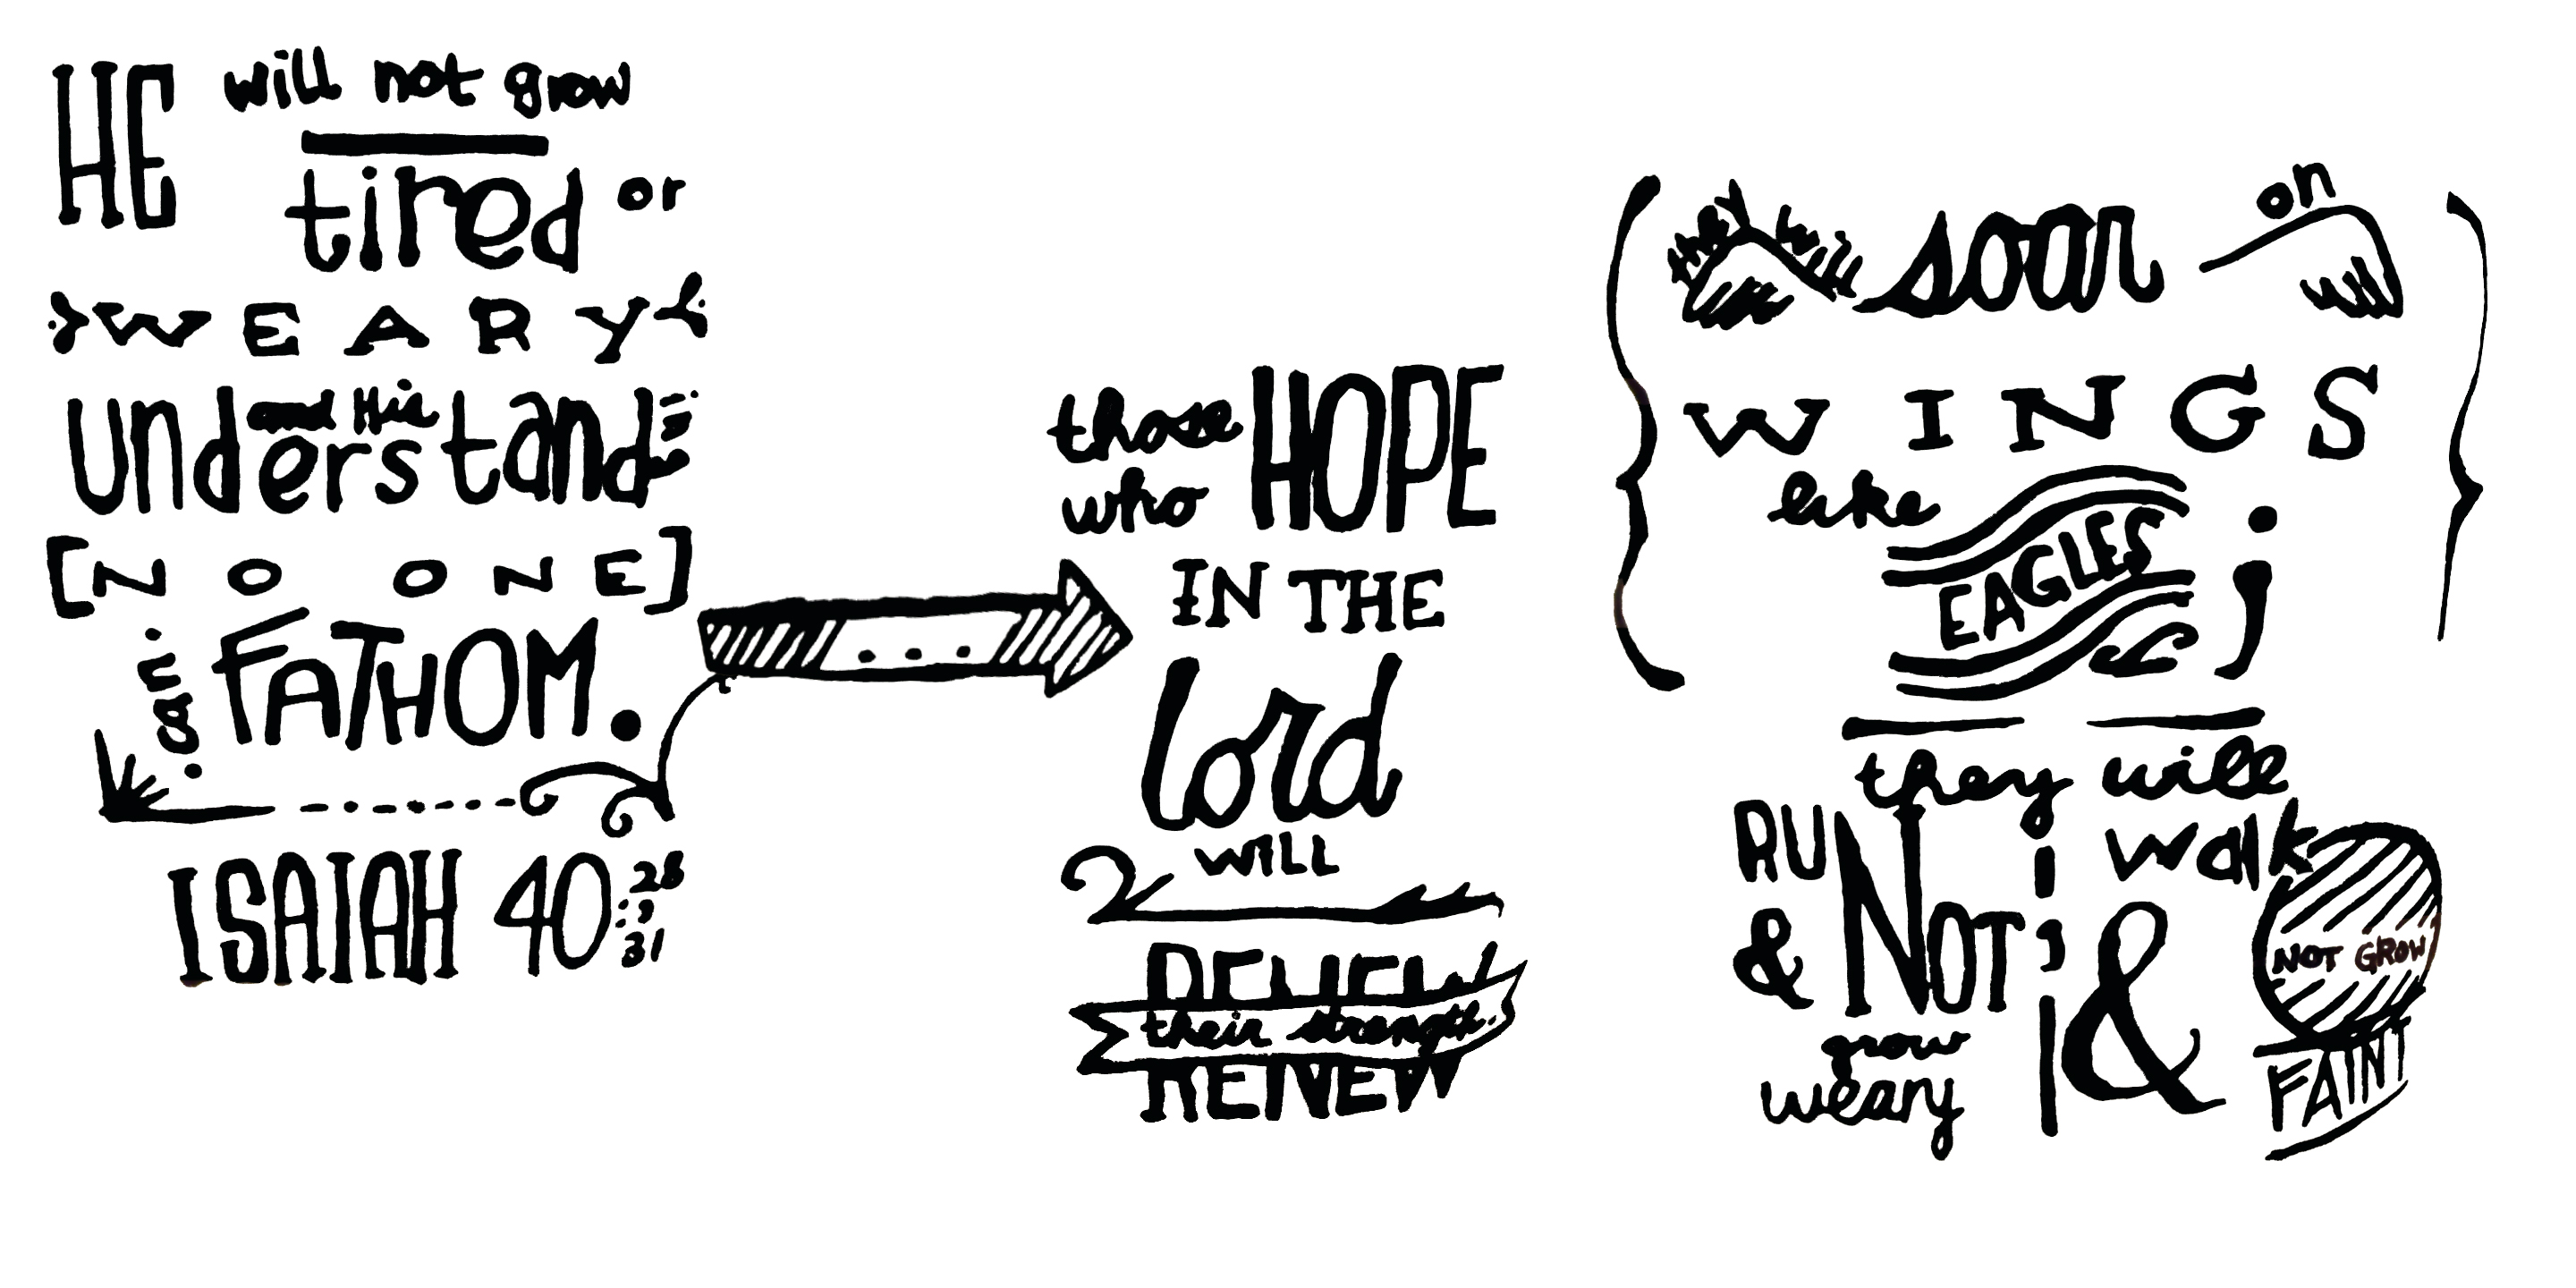 HE will not grow
tired or
WEARY
and His
understanding
[NO ONE]
can FATHOM.
ISAIAH 40 28 : 31
those
who HOPE
IN THE
lord
WILL
RENEW
their strength.
they will soar on
WINGS
like
EAGLES;
they will
RUN
& NOT
grow
weary
walk
&
NOT GROW
FAINT